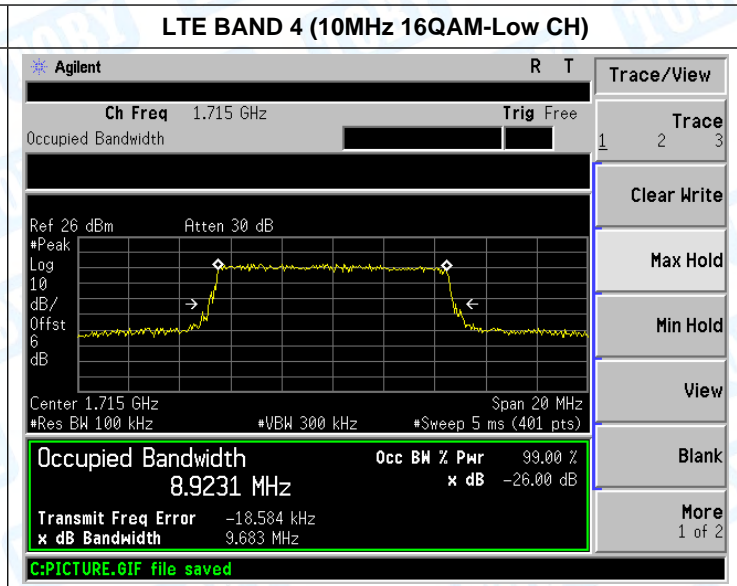 LTE BAND 4 (10MHz 16QAM-Low CH)
Agilent R T
Ch Freq 1.715 GHz Trig Free
Occupied Bandwidth
Ref 26 dBm Atten 30 dB
#Peak
Log
10
dB/
Offst
6
dB
Center 1.715 GHz Span 20 MHz
#Res BW 100 kHz #VBW 300 kHz #Sweep 5 ms (401 pts)
Occupied Bandwidth Occ BW % Pwr 99.00 %
8.9231 MHz x dB -26.00 dB
Transmit Freq Error -18.584 kHz
x dB Bandwidth 9.683 MHz
C:PICTURE.GIF file saved
Trace/View
Trace
1 2 3
Clear Write
Max Hold
Min Hold
View
Blank
More
1 of 2